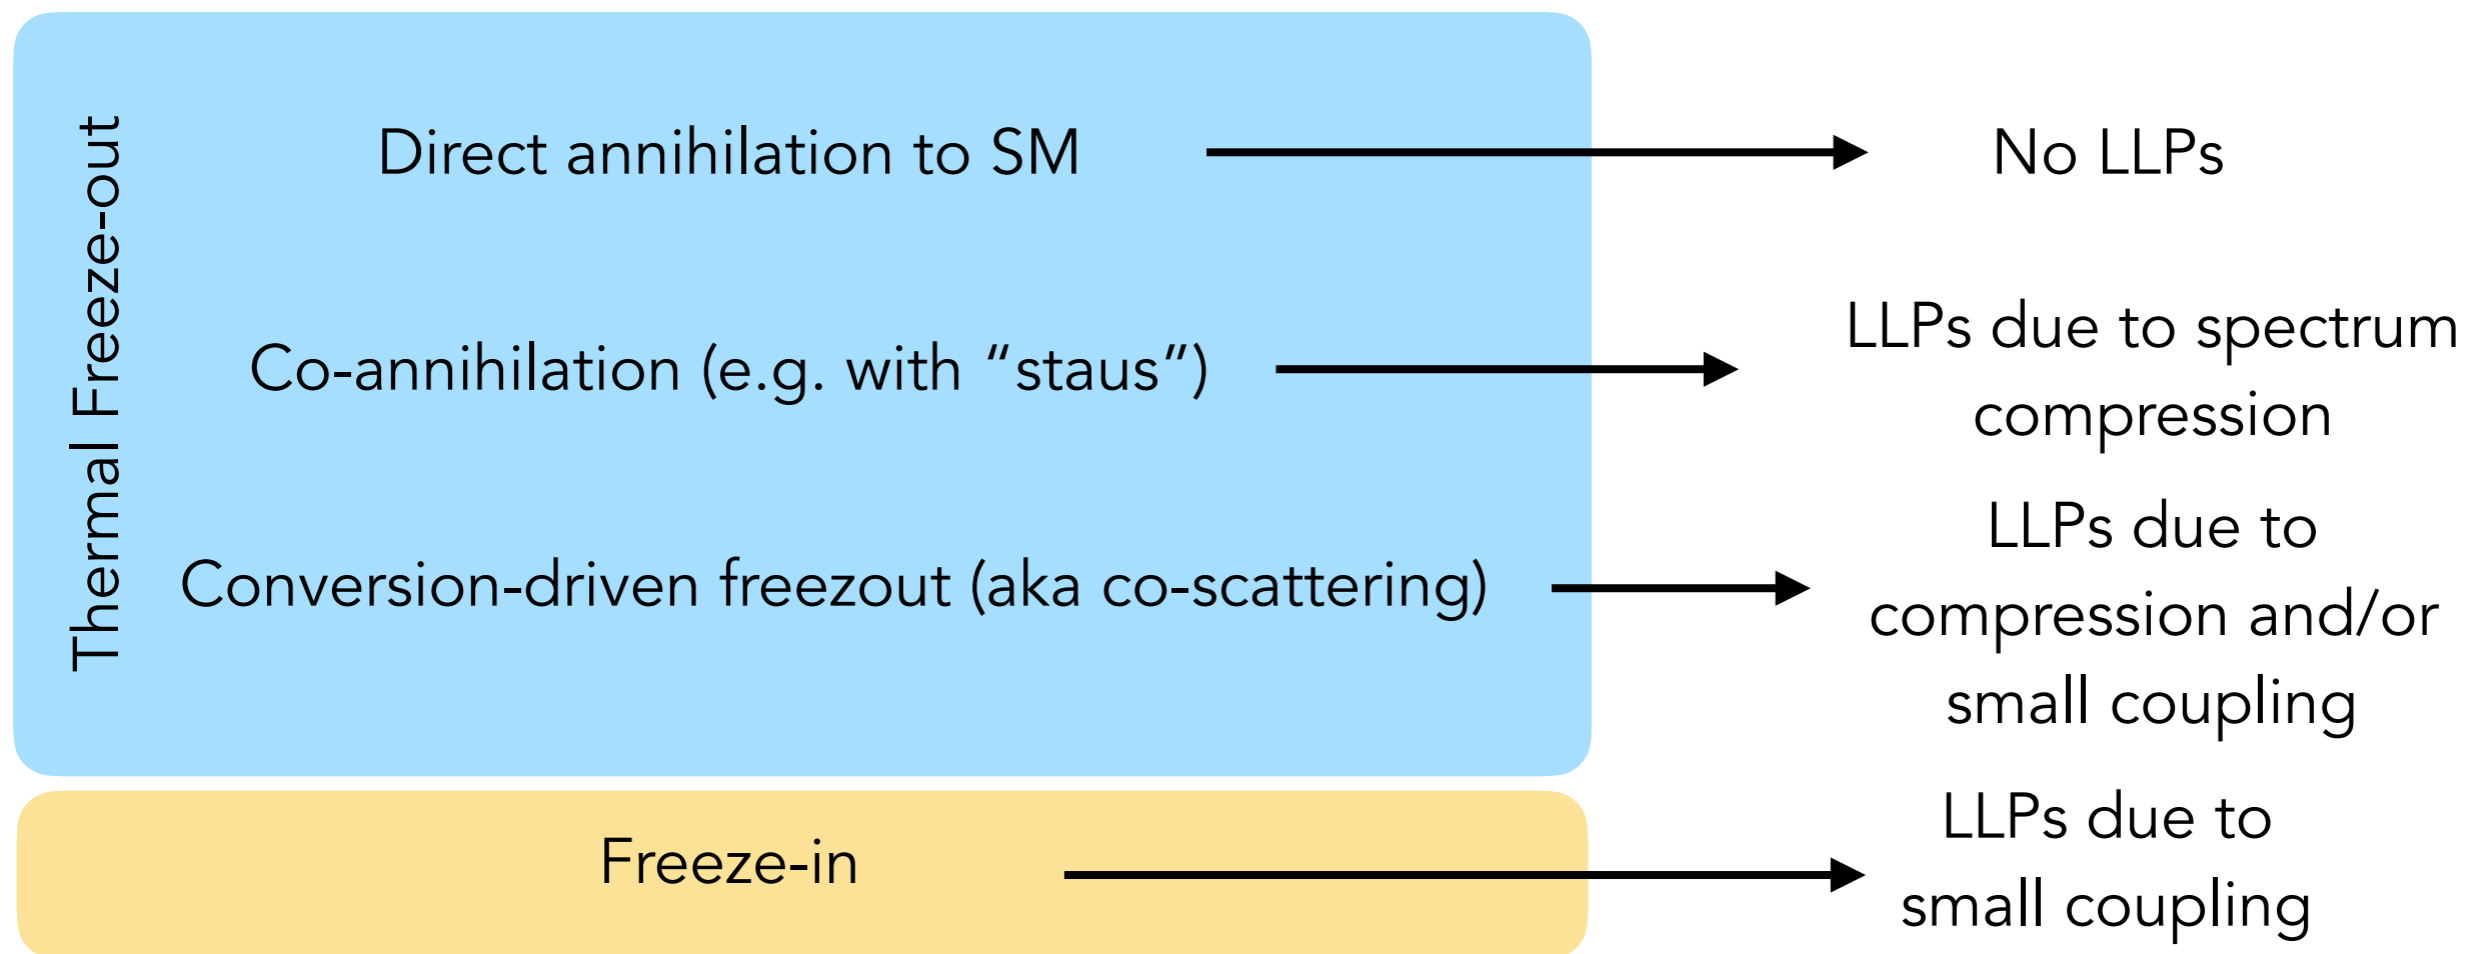 Thermal Freeze-out
Direct annihilation to SM
No LLPs
Co-annihilation (e.g. with “staus”)
LLPs due to spectrum
compression
Conversion-driven freezout (aka co-scattering)
LLPs due to
compression and/or
small coupling
Freeze-in
LLPs due to
small coupling